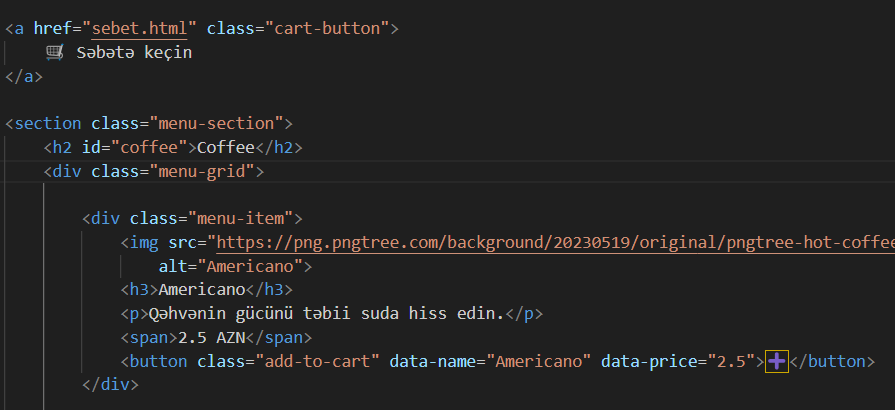 <a href="sebet.html" class="cart-button">
🛒 Səbətə keçin
</a>
<section class="menu-section">
<h2 id="coffee">Coffee</h2>
<div class="menu-grid">
<div class="menu-item">
<img src="https://png.pngtree.com/background/20230519/original/pngtree-hot-coffee
alt="Americano">
<h3>Americano</h3>
<p>Qəhvənin gücünü təbii suda hiss edin.</p>
<span>2.5 AZN</span>
<button class="add-to-cart" data-name="Americano" data-price="2.5">➕</button>
</div>